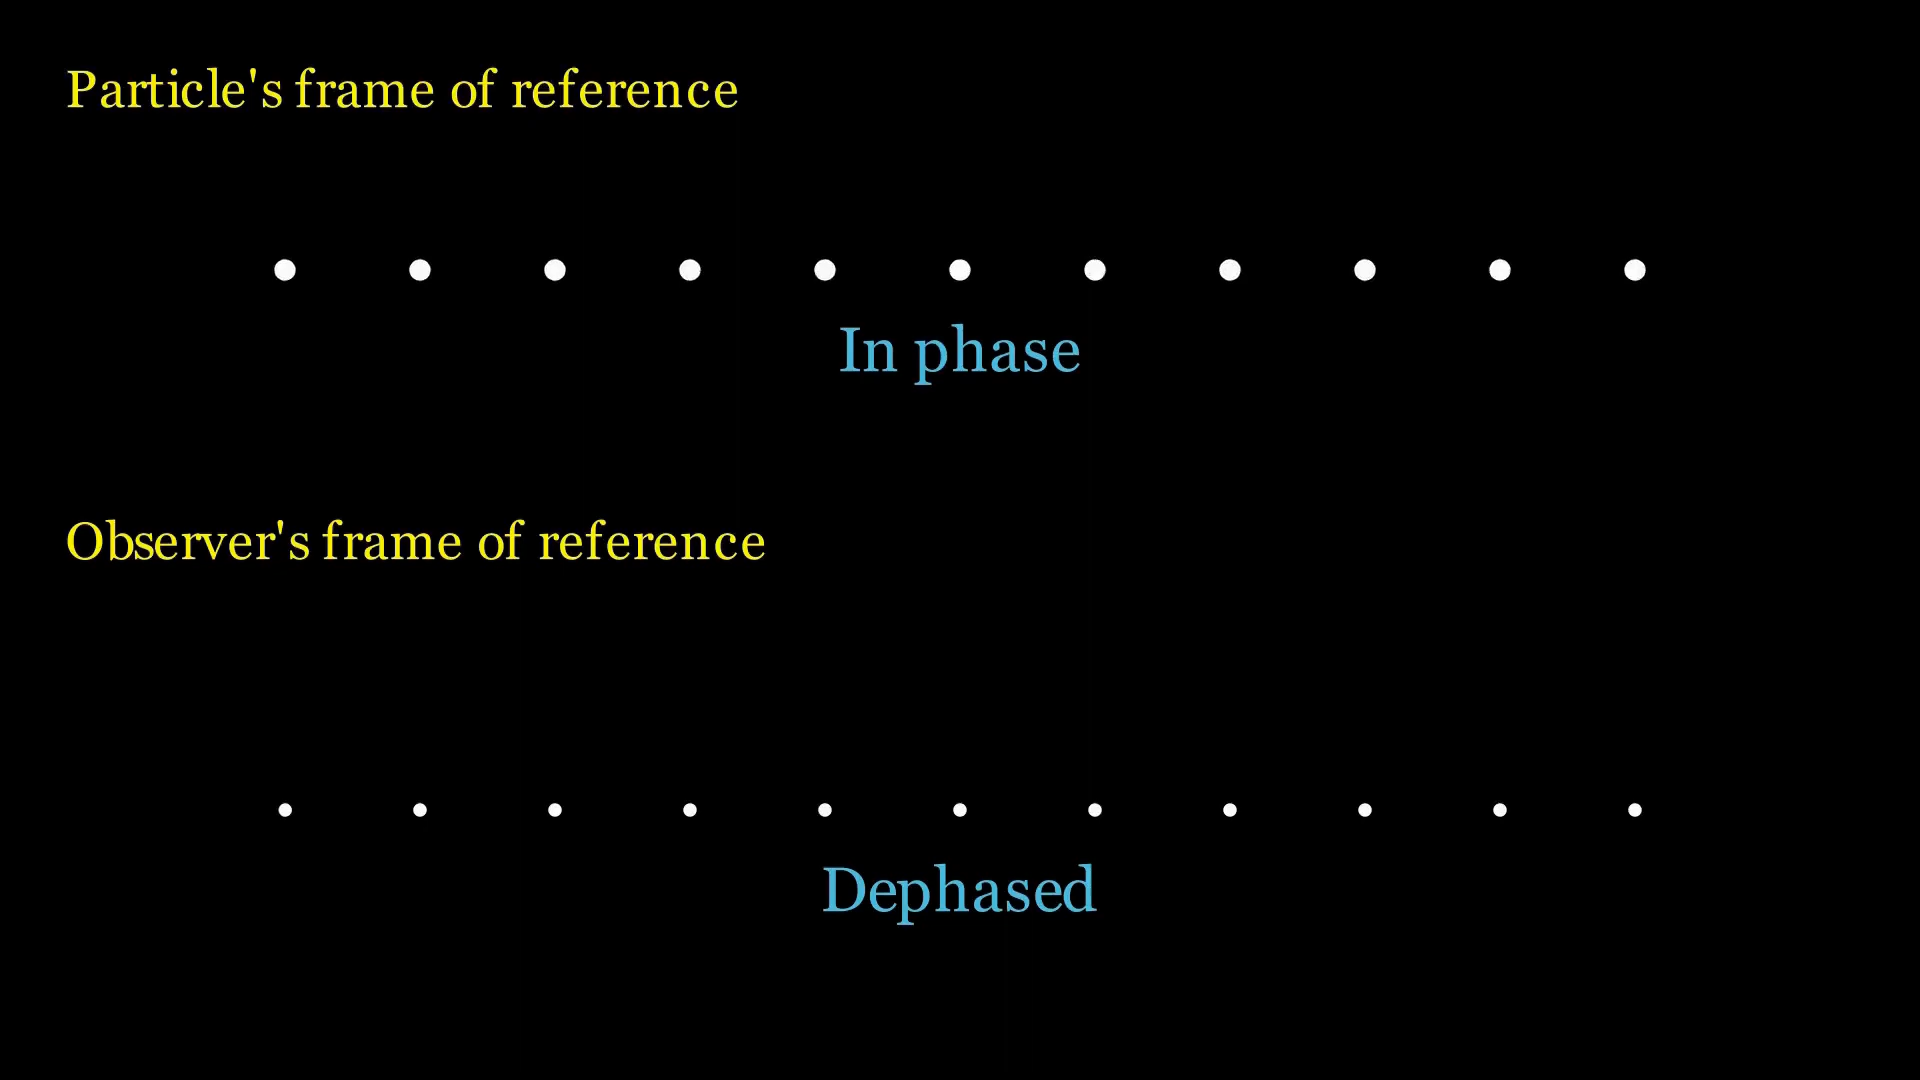 Particle's frame of reference
In phase
Observer's frame of reference
Dephased